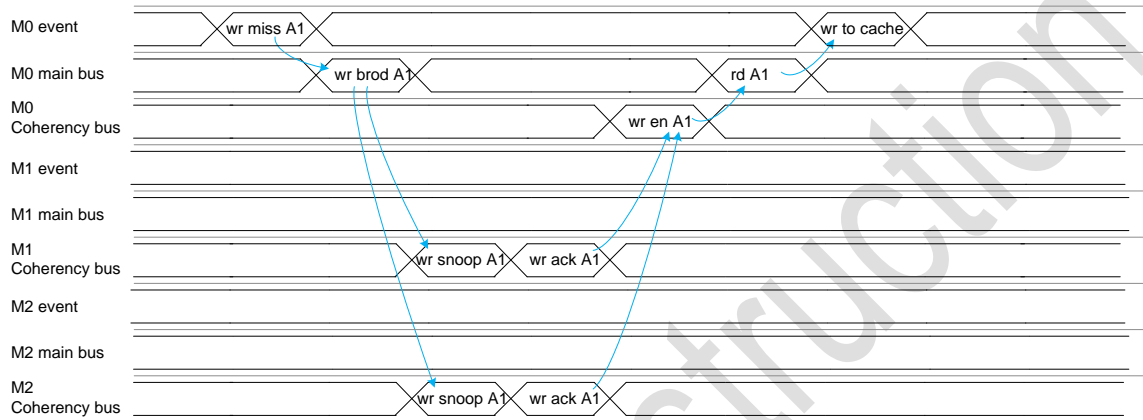 M0 event
wr miss A1
wr to cache
M0 main bus
wr brod A1
rd A1
M0
Coherency bus
wr en A1
M1 event
M1 main bus
M1
Coherency bus
wr snoop A1
wr ack A1
M2 event
M2 main bus
M2
Coherency bus
wr snoop A1
wr ack A1
struction